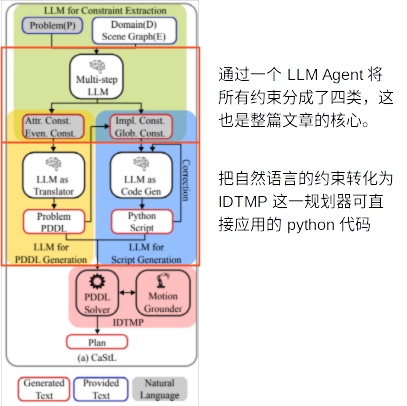 LLM for Constraint Extraction
Problem(P)
Domain(D)
Scene Graph(E)
Multi-step
LLM
Attr. Const.
Even. Const.
Impl. Const.
Glob. Const.
LLM as
Translator
LLM as
Code Gen
Correction
Problem
PDDL
Python
Script
LLM for
PDDL Generation
LLM for
Script Generation
PDDL
Solver
Motion
Grounder
IDTMP
Plan
(a) CaStL
Generated
Text
Provided
Text
Natural
Language
通过一个 LLM Agent 将
所有约束分成了四类，这
也是整篇文章的核心。
把自然语言的约束转化为
IDTMP 这一规划器可直
接应用的 python 代码